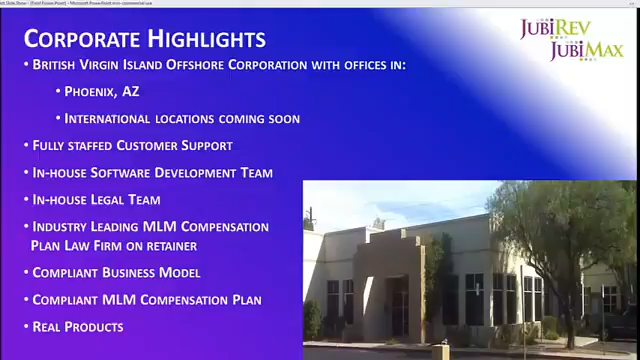 CORPORATE HIGHLIGHTS
• BRITISH VIRGIN ISLAND OFFSHORE CORPORATION WITH OFFICES IN:
• PHOENIX, AZ
• INTERNATIONAL LOCATIONS COMING SOON
• FULLY STAFFED CUSTOMER SUPPORT
• IN-HOUSE SOFTWARE DEVELOPMENT TEAM
• IN-HOUSE LEGAL TEAM
• INDUSTRY LEADING MLM COMPENSATION
PLAN LAW FIRM ON RETAINER
• COMPLIANT BUSINESS MODEL
• COMPLIANT MLM COMPENSATION PLAN
• REAL PRODUCTS
JUBIREV
JUBIMAX